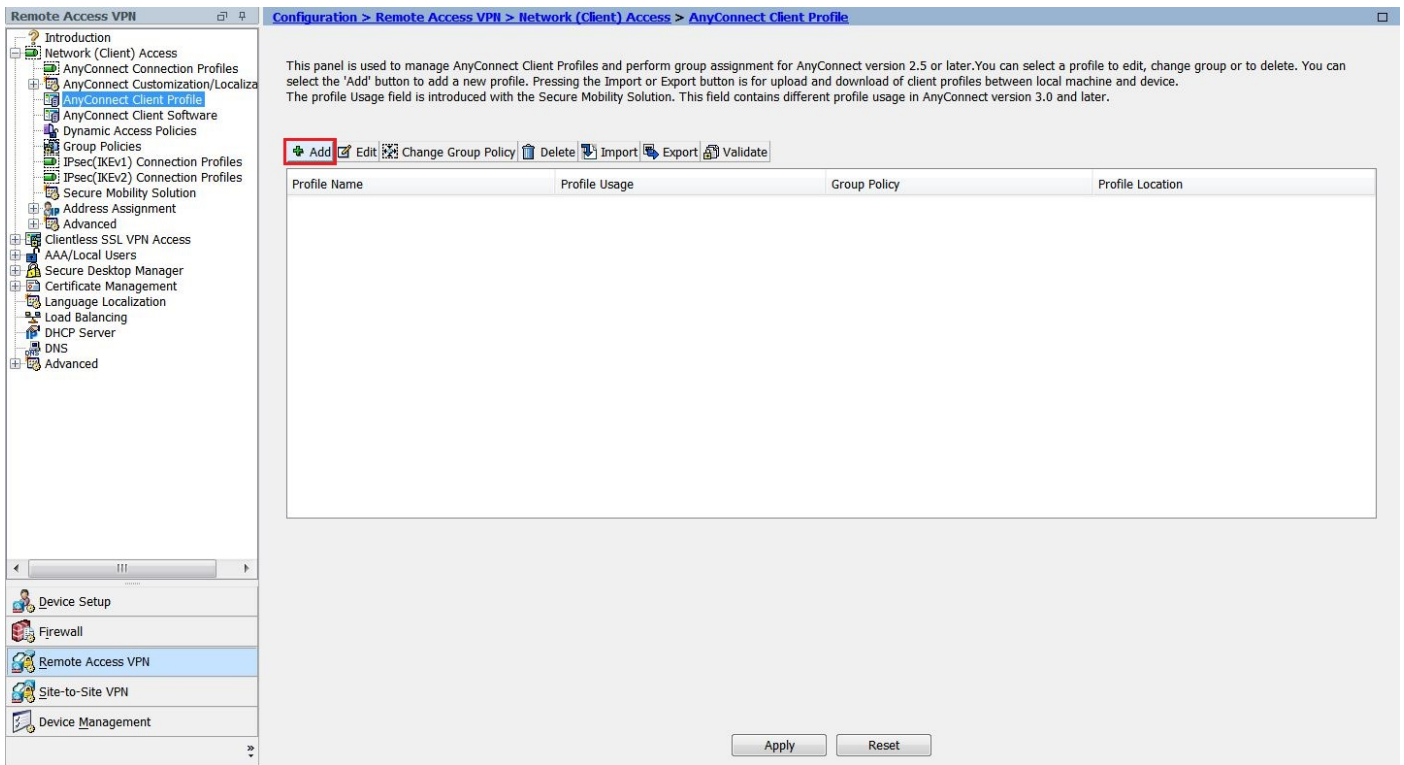 Remote Access VPN
Introduction
Network (Client) Access
AnyConnect Connection Profiles
AnyConnect Customization/Localiza
AnyConnect Client Profile
AnyConnect Client Software
Dynamic Access Policies
Group Policies
IPsec(IKEv1) Connection Profiles
IPsec(IKEv2) Connection Profiles
Secure Mobility Solution
Address Assignment
Advanced
Clientless SSL VPN Access
AAA/Local Users
Secure Desktop Manager
Certificate Management
Language Localization
Load Balancing
DHCP Server
DNS
Advanced
Device Setup
Firewall
Remote Access VPN
Site-to-Site VPN
Device Management
Configuration > Remote Access VPN > Network (Client) Access > AnyConnect Client Profile
This panel is used to manage AnyConnect Client Profiles and perform group assignment for AnyConnect version 2.5 or later.You can select a profile to edit, change group or to delete. You can
select the 'Add' button to add a new profile. Pressing the Import or Export button is for upload and download of client profiles between local machine and device.
The profile Usage field is introduced with the Secure Mobility Solution. This field contains different profile usage in AnyConnect version 3.0 and later.
Add Edit Change Group Policy Delete Import Export Validate
Profile Name Profile Usage Group Policy Profile Location
Apply Reset